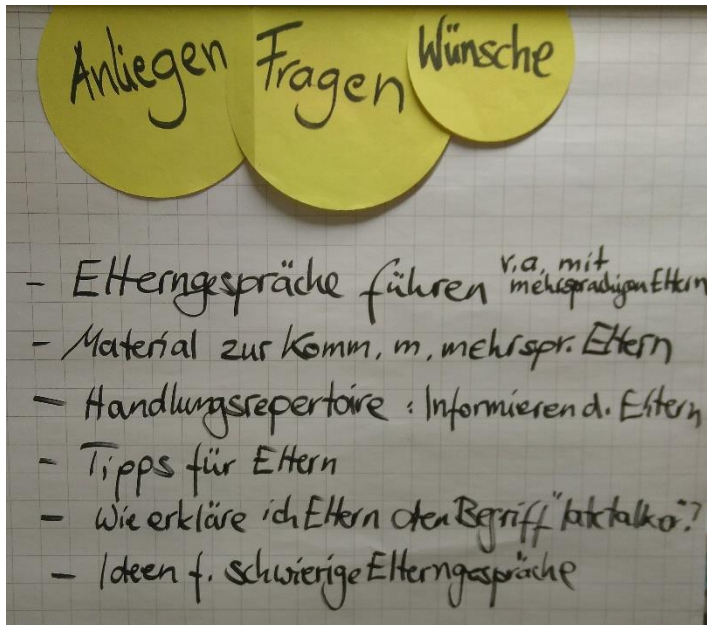 Anliegen Fragen Wünsche
- Elterngespräche führen v.a. mit mehrsprachigen Eltern
- Material zur Komm. m. mehrspr. Eltern
- Handlungsrepertoire: Informieren d. Eltern
- Tipps für Eltern
- Wie erkläre ich Eltern den Begriff "? 
- Ideen f. schwierige Elterngespräche